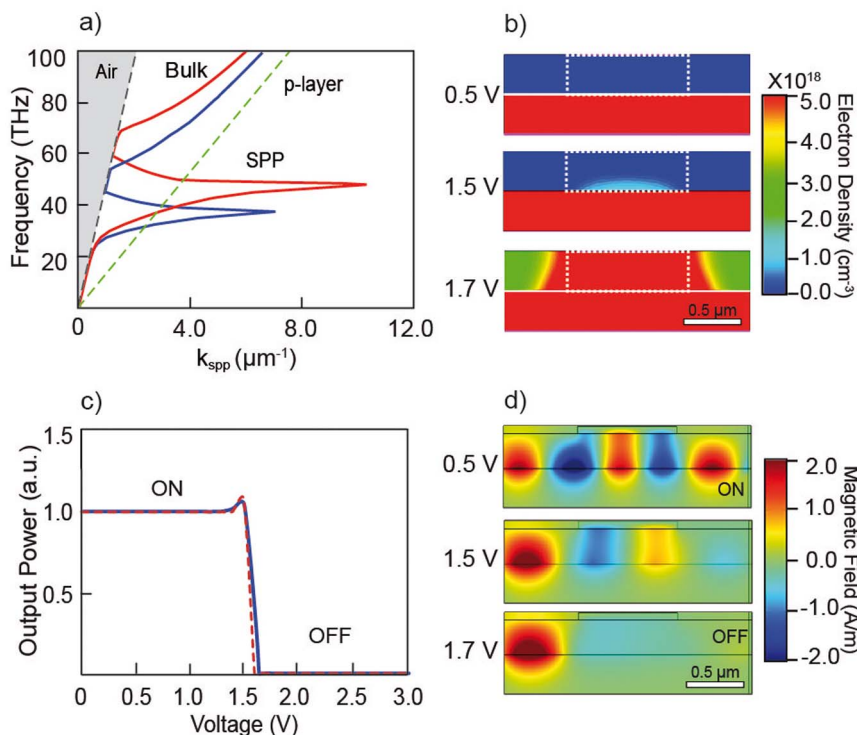 a)
Frequency (THz)
100
80
60
40
20
0
4.0
8.0
12.0
k_spp (μm⁻¹)
Air
Bulk
p-layer
SPP
b)
0.5 V
1.5 V
1.7 V
0.5 μm
X10¹⁸
5.0
4.0
3.0
2.0
1.0
0.0
Electron Density (cm⁻³)
c)
Output Power (a.u.)
1.5
1.0
0.5
ON
OFF
0
0.5
1.0
1.5
2.0
2.5
3.0
Voltage (V)
d)
0.5 V
ON
1.5 V
1.7 V
OFF
0.5 μm
2.0
1.0
0.0
-1.0
-2.0
Magnetic Field (A/m)